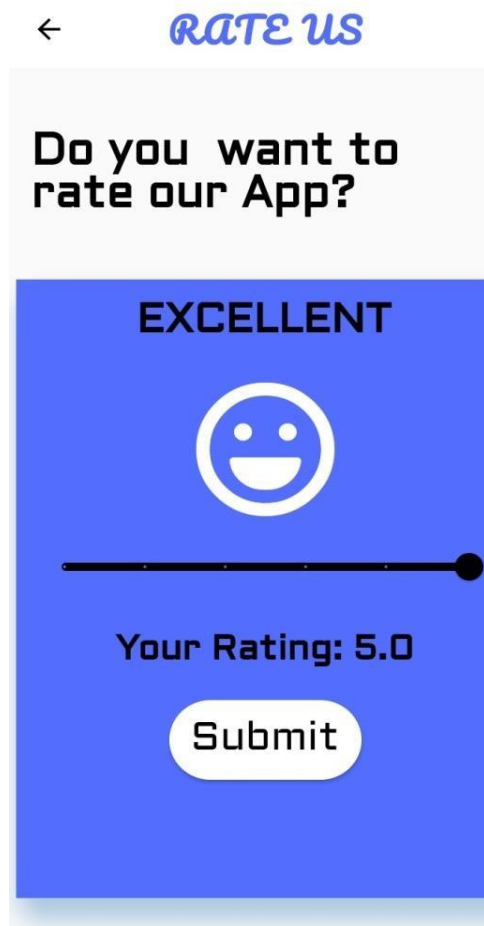 RATE US
Do you  want to
rate our App?
EXCELLENT
Your Rating: 5.0
Submit